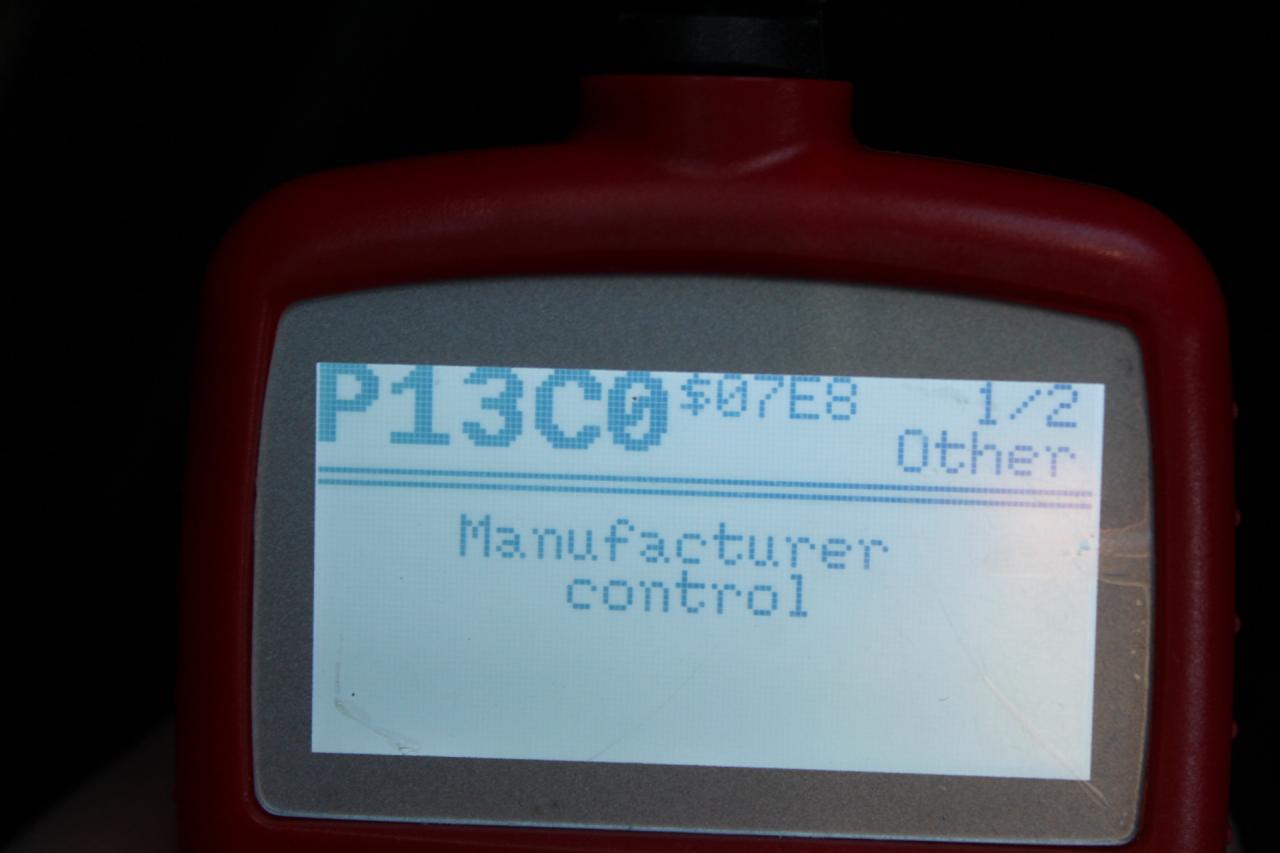 P13C0 $07E8 1/2
Other
Manufacturer
control